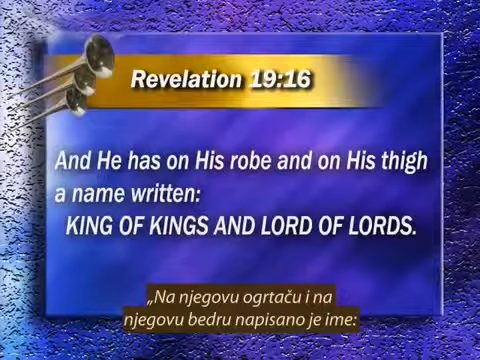 Revelation 19:16
And He has on His robe and on His thigh
a name written:
KING OF KINGS AND LORD OF LORDS.
„Na njegovu ogrtaču i na
njegovu bedru napisano je ime: